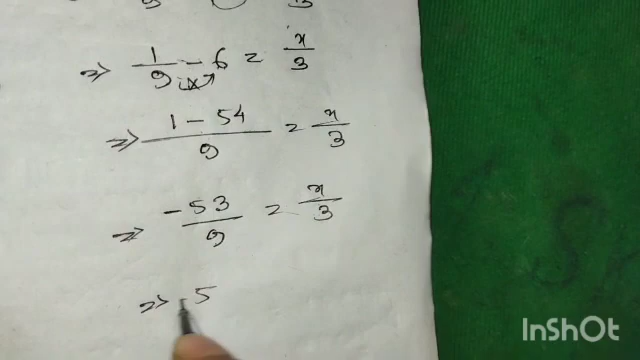 ⇒ 1/9 - 6 = x/3
⇒ (1 - 54)/9 = x/3
⇒ -53/9 = x/3
⇒ -5
InShOt